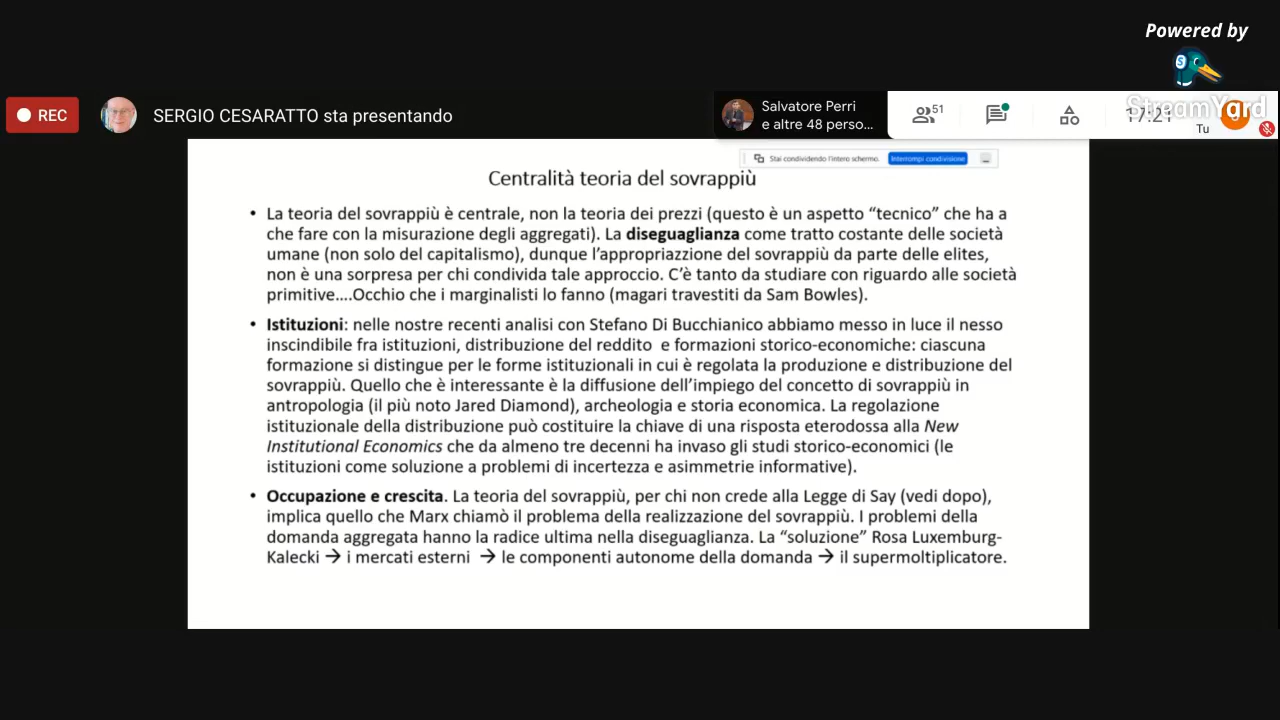 Powered by
StreamYard
REC
SERGIO CESARATTO sta presentando
Salvatore Perri
e altre 48 perso...
51
17:21
Tu
Stai condividendo l'intero schermo.
Interrompi condivisione
Centralità teoria del sovrappiù
• La teoria del sovrappiù è centrale, non la teoria dei prezzi (questo è un aspetto “tecnico” che ha a
che fare con la misurazione degli aggregati). La diseguaglianza come tratto costante delle società
umane (non solo del capitalismo), dunque l’appropriazzione del sovrappiù da parte delle elites,
non è una sorpresa per chi condivida tale approccio. C’è tanto da studiare con riguardo alle società
primitive….Occhio che i marginalisti lo fanno (magari travestiti da Sam Bowles).
• Istituzioni: nelle nostre recenti analisi con Stefano Di Bucchianico abbiamo messo in luce il nesso
inscindibile fra istituzioni, distribuzione del reddito e formazioni storico-economiche: ciascuna
formazione si distingue per le forme istituzionali in cui è regolata la produzione e distribuzione del
sovrappiù. Quello che è interessante è la diffusione dell’impiego del concetto di sovrappiù in
antropologia (il più noto Jared Diamond), archeologia e storia economica. La regolazione
istituzionale della distribuzione può costituire la chiave di una risposta eterodossa alla New
Institutional Economics che da almeno tre decenni ha invaso gli studi storico-economici (le
istituzioni come soluzione a problemi di incertezza e asimmetrie informative).
• Occupazione e crescita. La teoria del sovrappiù, per chi non crede alla Legge di Say (vedi dopo),
implica quello che Marx chiamò il problema della realizzazione del sovrappiù. I problemi della
domanda aggregata hanno la radice ultima nella diseguaglianza. La “soluzione” Rosa Luxemburg-
Kalecki → i mercati esterni → le componenti autonome della domanda → il supermoltiplicatore.